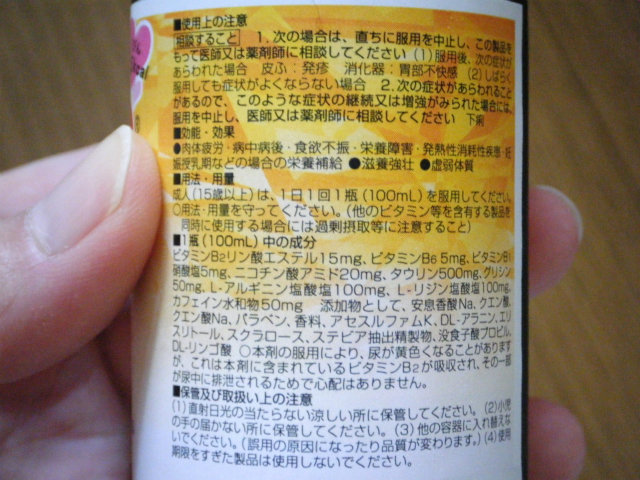 ■使用上の注意
相談すること 1.次の場合は、直ちに服用を中止し、この製品を
もって医師又は薬剤師に相談してください (1)服用後、次の症状が
あらわれた場合 皮ふ：発疹 消化器：胃部不快感 (2)しばらく
服用しても症状がよくならない場合 2.次の症状があらわれること
があるので、このような症状の継続又は増強がみられた場合には、
服用を中止し、医師又は薬剤師に相談してください 下痢
■効能・効果
●肉体疲労・病中病後・食欲不振・栄養障害・発熱性消耗性疾患・妊
娠授乳期などの場合の栄養補給 ●滋養強壮 ●虚弱体質
■用法・用量
成人(15歳以上)は、1日1回1瓶(100mL)を服用してください。
○用法・用量を守ってください。(他のビタミン等を含有する製品を
同時に使用する場合には過剰摂取等に注意すること)
■1瓶(100mL)中の成分
ビタミンB2リン酸エステル15mg、ビタミンB6 5mg、ビタミンB1
硝酸塩5mg、ニコチン酸アミド20mg、タウリン500mg、グリシン
50mg、L-アルギニン塩酸塩100mg、L-リジン塩酸塩100mg、
カフェイン水和物50mg 添加物として、安息香酸Na、クエン酸、
クエン酸Na、パラベン、香料、アセスルファムK、DL-アラニン、エリ
スリトール、スクラロース、ステビア抽出精製物、没食子酸プロピル、
DL-リンゴ酸 ○本剤の服用により、尿が黄色くなることがあります
が、これは本剤に含まれているビタミンB2が吸収され、その一部
が尿中に排泄されるためで心配はありません。
■保管及び取扱い上の注意
(1)直射日光の当たらない涼しい所に保管してください。(2)小児
の手の届かない所に保管してください。(3)他の容器に入れ替えな
いでください。(誤用の原因になったり品質が変わります。)(4)使用
期限をすぎた製品は使用しないでください。